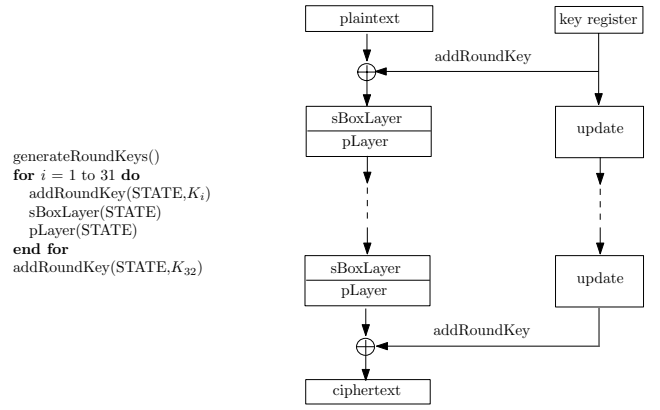 generateRoundKeys()
for i = 1 to 31 do
addRoundKey(STATE,K_i)
sBoxLayer(STATE)
pLayer(STATE)
end for
addRoundKey(STATE,K_32)
plaintext
key register
addRoundKey
sBoxLayer
pLayer
update
sBoxLayer
pLayer
update
addRoundKey
ciphertext